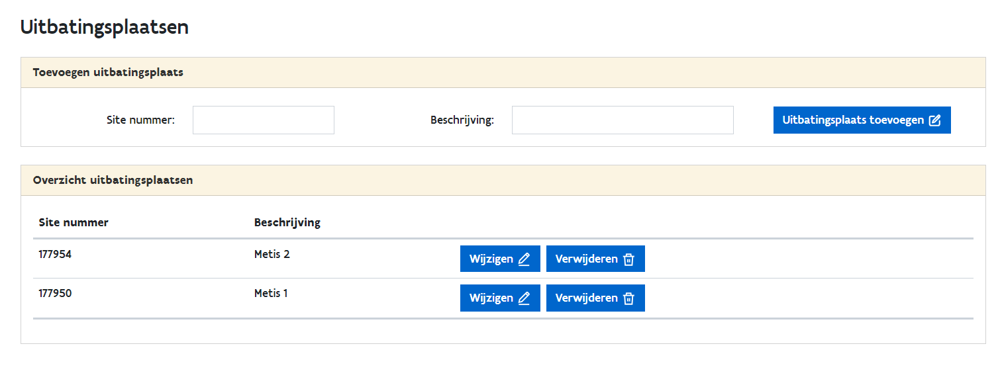 Uitbatingsplaatsen
Toevoegen uitbatingsplaats
Site nummer: Beschrijving: Uitbatingsplaats toevoegen
Overzicht uitbatingsplaatsen
Site nummer Beschrijving
177954 Metis 2 Wijzigen Verwijderen
177950 Metis 1 Wijzigen Verwijderen